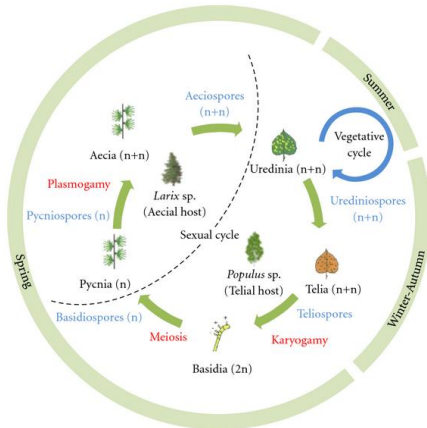 Aeciospores
(n+n)
Summer
Aecia (n+n)
Uredinia (n+n)
Vegetative
cycle
Plasmogamy
Larix sp.
(Aecial host)
Urediniospores
(n+n)
Pycniospores (n)
Sexual cycle
Spring
Pycnia (n)
Populus sp.
(Telial host)
Telia (n+n)
Winter-Autumn
Basidiospores (n)
Teliospores
Meiosis
Karyogamy
Basidia (2n)